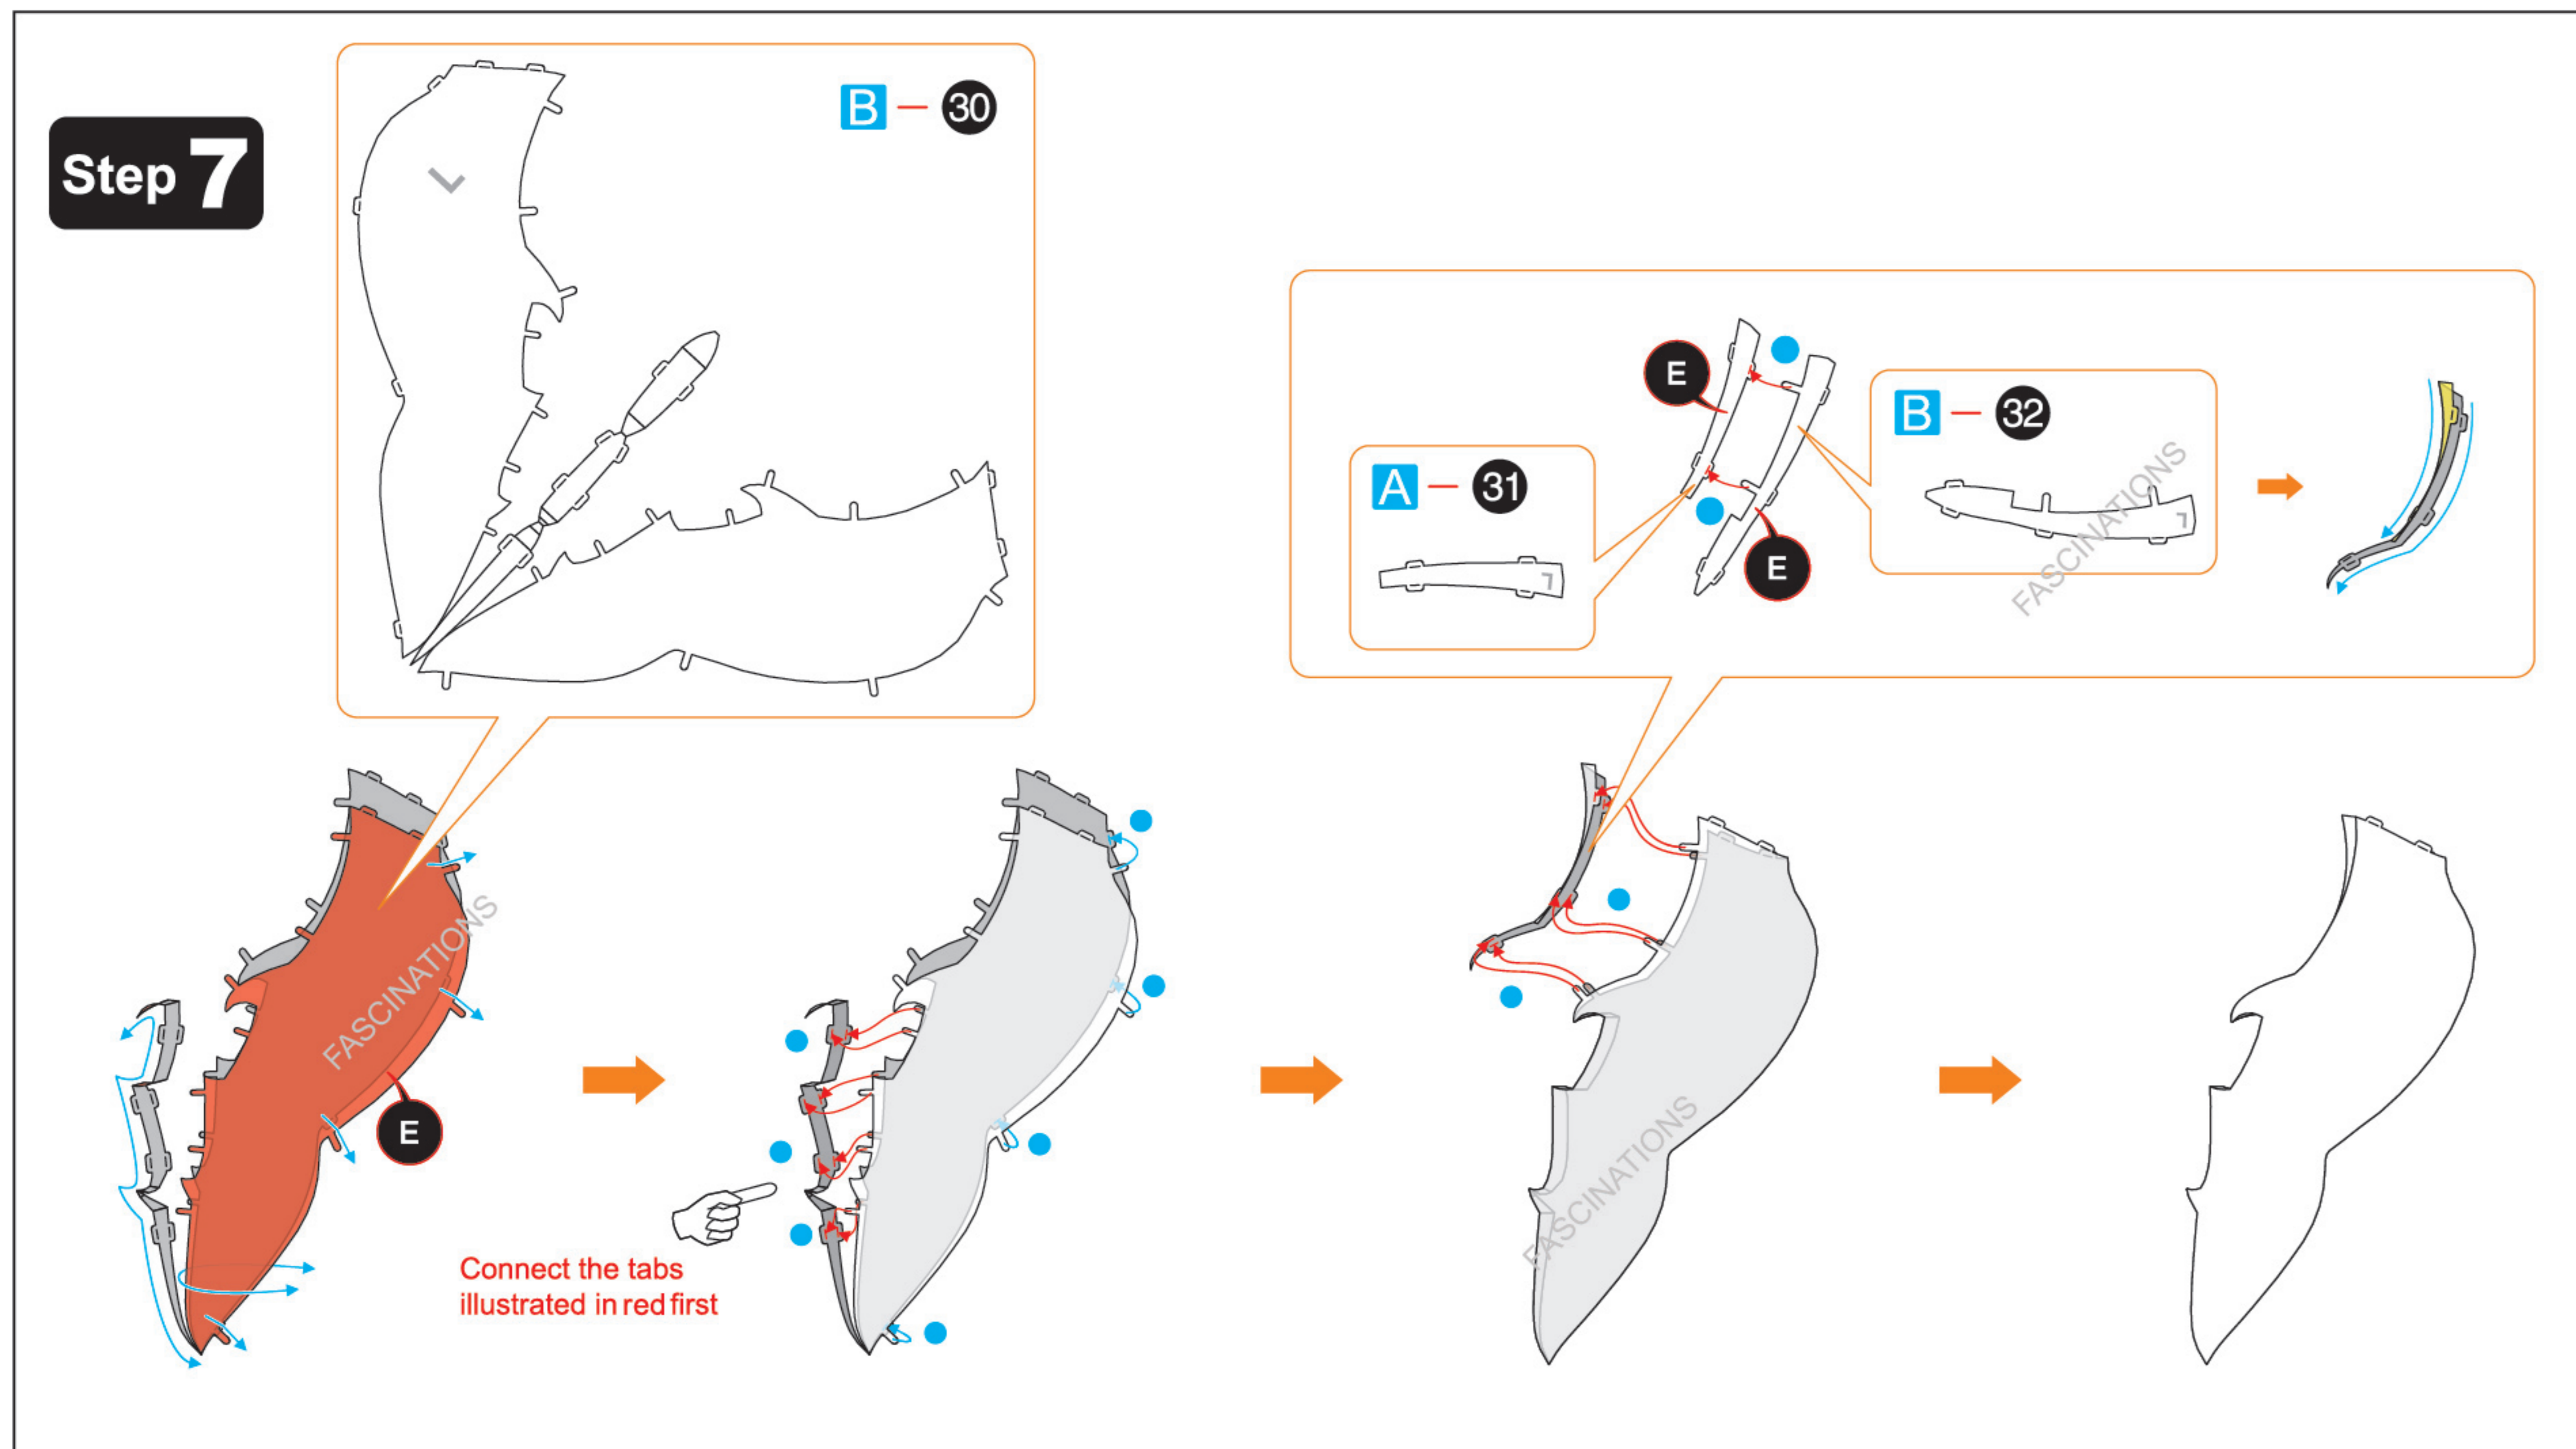 Step 7
B — 30
E
A — 31
B — 32
E
FASCINATIONS
FASCINATIONS
E
Connect the tabs
illustrated in red first
FASCINATIONS